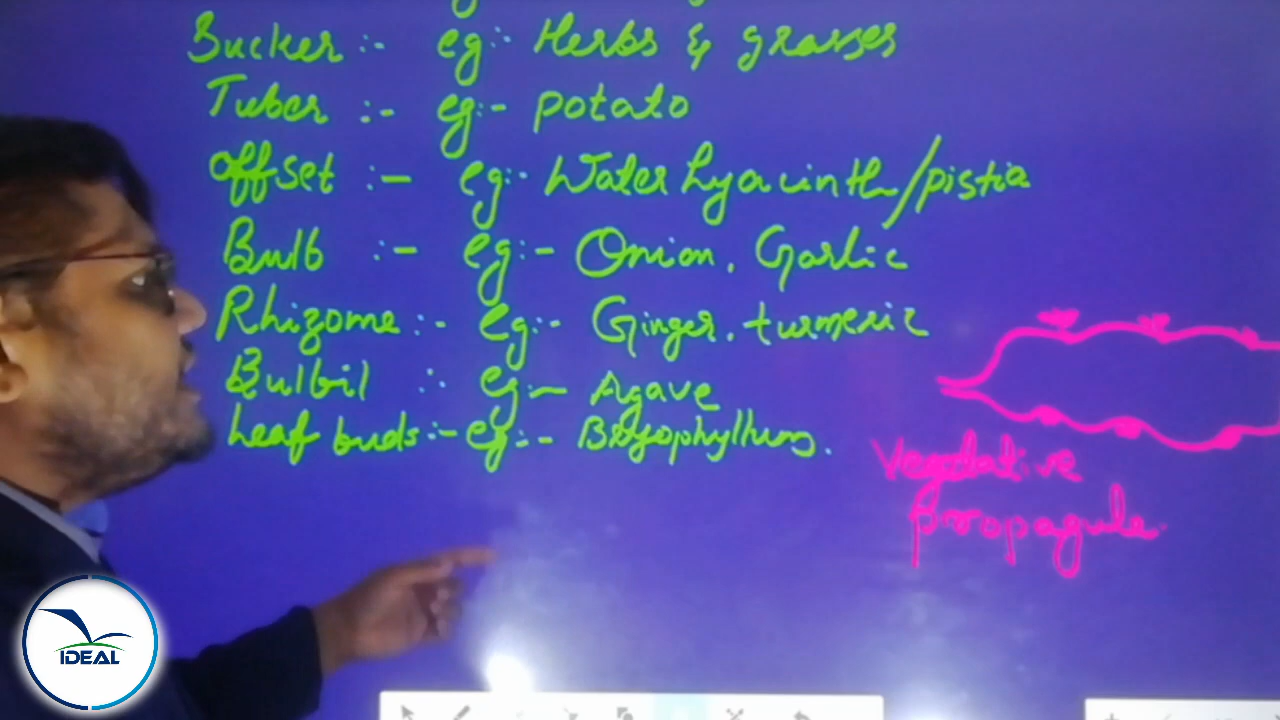 Sucker :- eg:- Herbs & grasses
Tuber :- eg:- potato
offset :- eg:- Water hyacinth/pistia
Bulb :- eg:- Onion, Garlic
Rhizome :- eg:- Ginger, turmeric
Bulbil :- eg:- Agave
Leaf buds :- eg:- Bryophyllum.
Vegetative
propagule
IDEAL